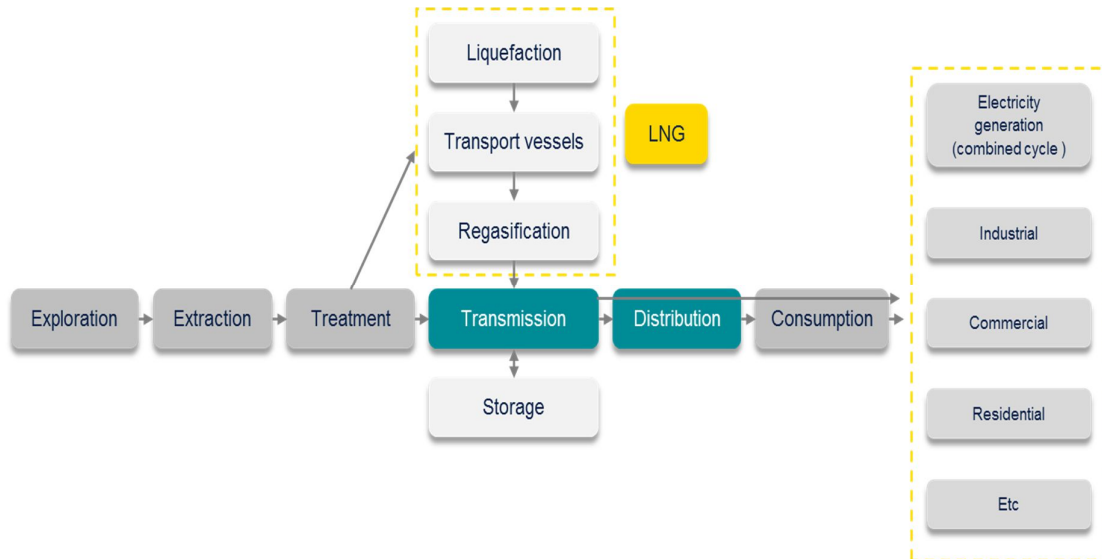 Liquefaction
Transport vessels
LNG
Regasification
Exploration
Extraction
Treatment
Transmission
Distribution
Consumption
Storage
Electricity
generation
(combined cycle )
Industrial
Commercial
Residential
Etc